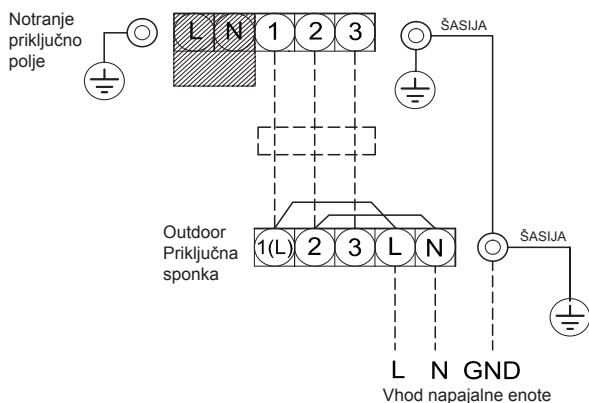 Notranje
priključno
polje
L N 1 2 3
ŠASIJA
Outdoor
Priključna
sponka
1(L) 2 3 L N
ŠASIJA
L N GND
Vhod napajalne enote